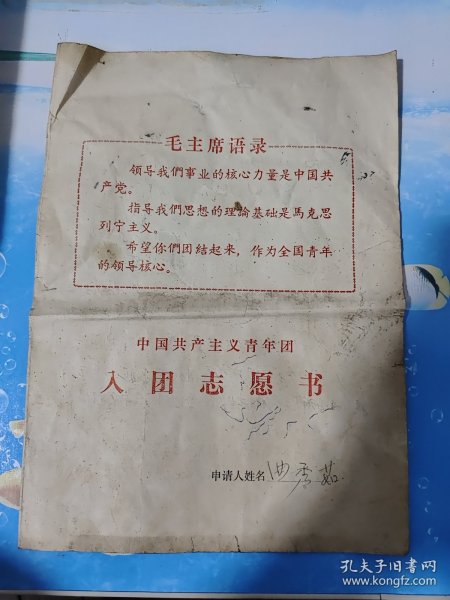 毛主席语录
领导我們事业的核心力量是中国共
产党。
指导我們思想的理論基础是馬克思
列宁主义。
希望你們团结起来，作为全国青年
的领导核心。
中国共产主义青年团
入团志愿书
申请人姓名
孔夫子旧书网
www.kongfz.com